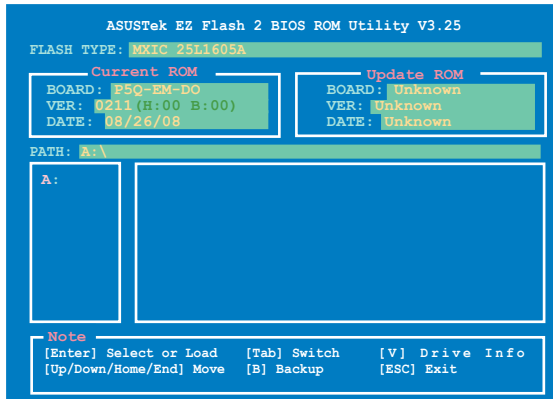 ASUSTek EZ Flash 2 BIOS ROM Utility V3.25
FLASH TYPE: MXIC 25L1605A
Current ROM
BOARD: P5Q-EM-DO
VER: 0211(H:00 B:00)
DATE: 08/26/08
Update ROM
BOARD: Unknown
VER: Unknown
DATE: Unknown
PATH: A:\
A:
Note
[Enter] Select or Load [Tab] Switch [V] Drive Info
[Up/Down/Home/End] Move [B] Backup [ESC] Exit